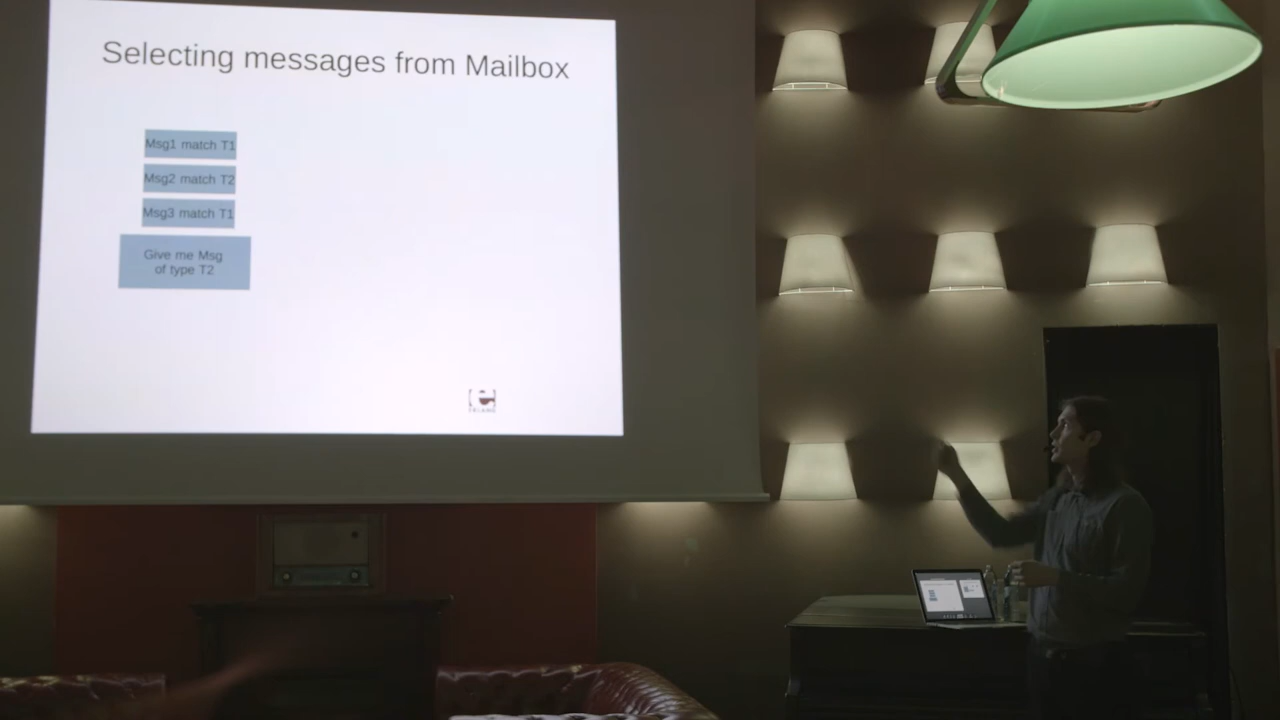 Selecting messages from Mailbox
Msg1 match T1
Msg2 match T2
Msg3 match T1
Give me Msg
of type T2
ERLANG